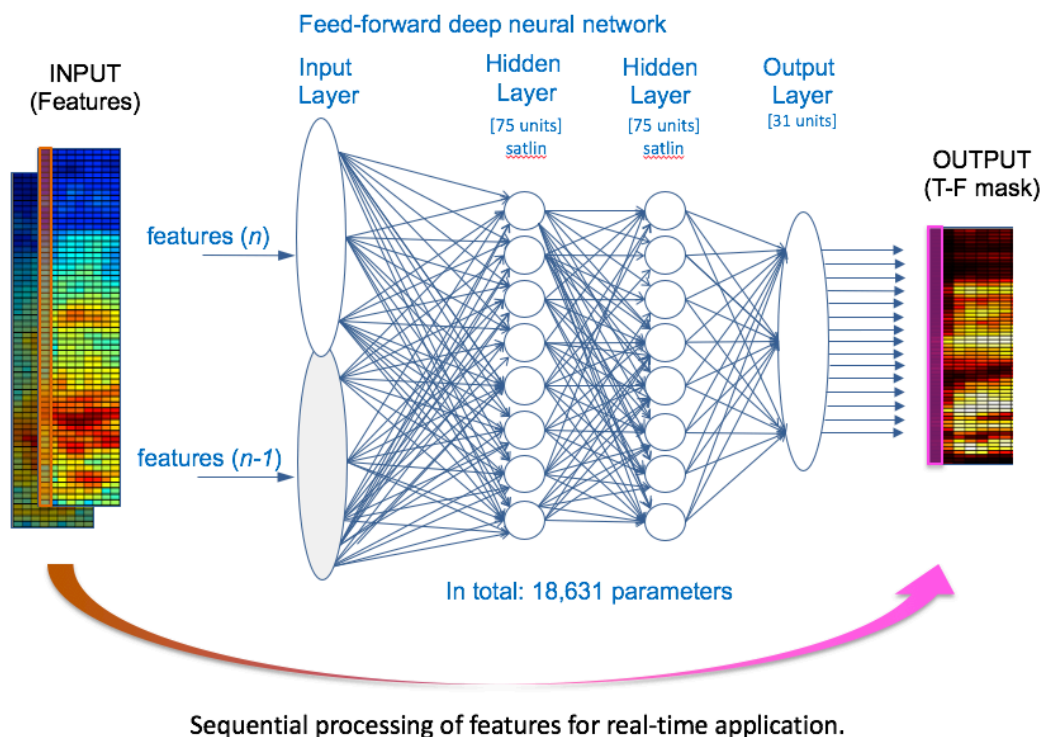 Feed-forward deep neural network
INPUT
(Features)
Input
Layer
Hidden
Layer
[75 units]
satlin
Hidden
Layer
[75 units]
satlin
Output
Layer
[31 units]
OUTPUT
(T-F mask)
features (n)
features (n-1)
In total: 18,631 parameters
Sequential processing of features for real-time application.